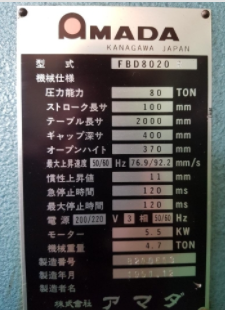 AMADA
KANAGAWA JAPAN
型式 FBD8020
機械仕様
圧力能力 80 TON
ストローク長サ 100 mm
テーブル長サ 2000 mm
ギャップ深サ 400 mm
オープンハイト 370 mm
最大上昇速度 50/60 Hz 76.9/92.2 mm/s
慣性上昇値 11 mm
急停止時間 120 ms
最大停止時間 120 ms
電源 200/220 V 3 相 50/60 Hz
モーター 5.5 KW
機械重量 4.7 TON
製造番号
製造年月
製造者名
株式会社 アマダ